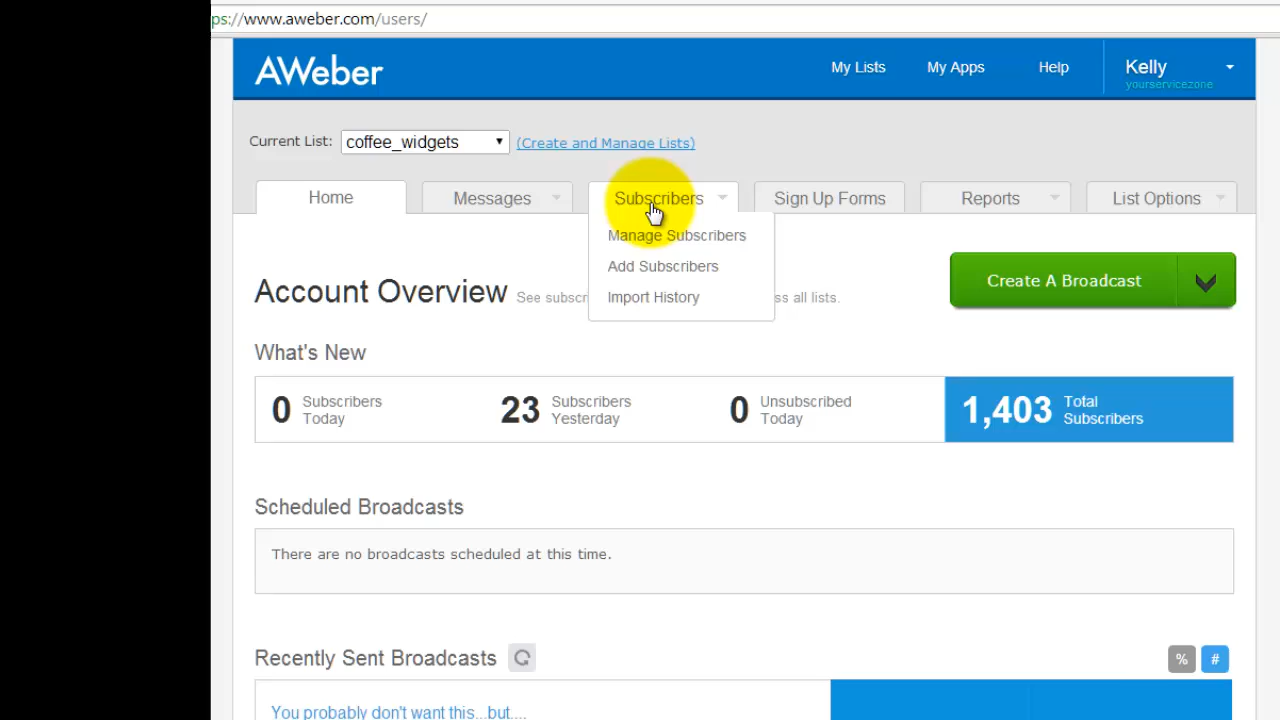 ps://www.aweber.com/users/
AWeber
My Lists
My Apps
Help
Kelly
yourservicezone
Current List:
coffee_widgets
(Create and Manage Lists)
Home
Messages
Subscribers
Sign Up Forms
Reports
List Options
Manage Subscribers
Add Subscribers
Import History
Account Overview
See subscr
ss all lists.
Create A Broadcast
What's New
0 Subscribers Today
23 Subscribers Yesterday
0 Unsubscribed Today
1,403 Total Subscribers
Scheduled Broadcasts
There are no broadcasts scheduled at this time.
Recently Sent Broadcasts
%
#
You probably don't want this...but....